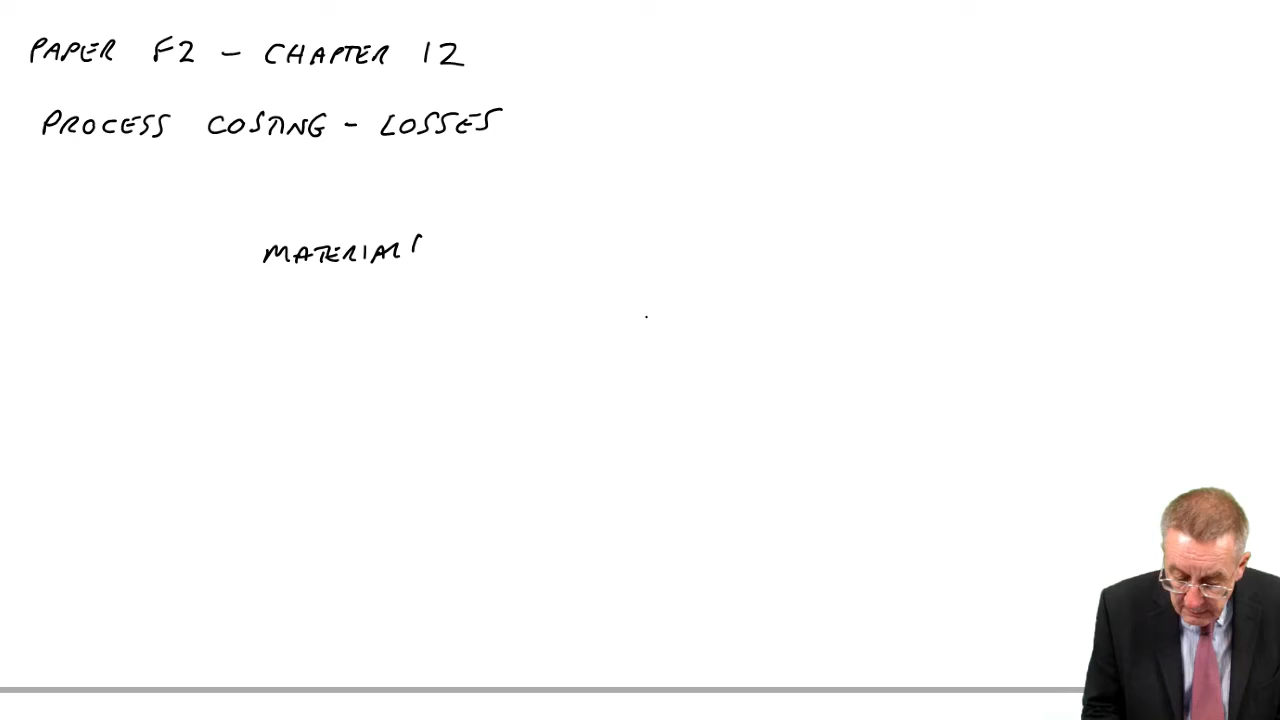 PAPER F2 - CHAPTER 12
PROCESS COSTING - LOSSES
MATERIAL